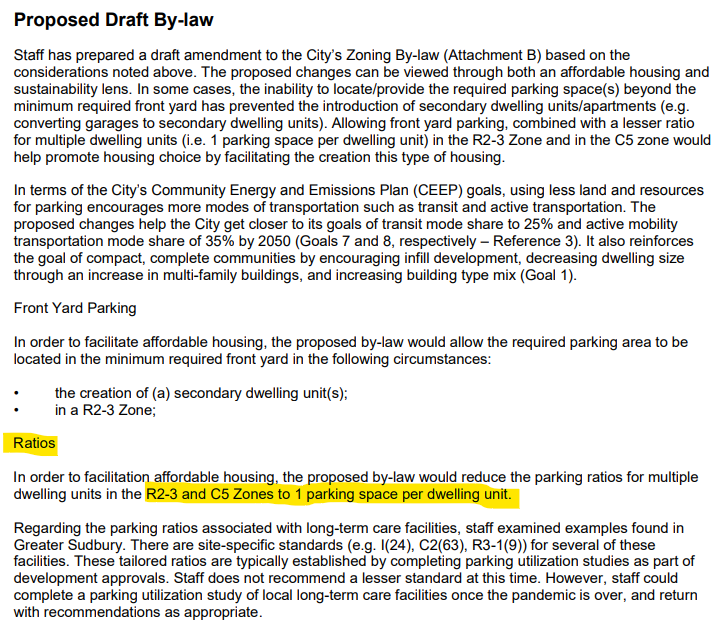 Proposed Draft By-law
Staff has prepared a draft amendment to the City's Zoning By-law (Attachment B) based on the
considerations noted above. The proposed changes can be viewed through both an affordable housing and
sustainability lens. In some cases, the inability to locate/provide the required parking space(s) beyond the
minimum required front yard has prevented the introduction of secondary dwelling units/apartments (e.g.
converting garages to secondary dwelling units). Allowing front yard parking, combined with a lesser ratio
for multiple dwelling units (i.e. 1 parking space per dwelling unit) in the R2-3 Zone and in the C5 zone would
help promote housing choice by facilitating the creation this type of housing.
In terms of the City's Community Energy and Emissions Plan (CEEP) goals, using less land and resources
for parking encourages more modes of transportation such as transit and active transportation. The
proposed changes help the City get closer to its goals of transit mode share to 25% and active mobility
transportation mode share of 35% by 2050 (Goals 7 and 8, respectively – Reference 3). It also reinforces
the goal of compact, complete communities by encouraging infill development, decreasing dwelling size
through an increase in multi-family buildings, and increasing building type mix (Goal 1).
Front Yard Parking
In order to facilitate affordable housing, the proposed by-law would allow the required parking area to be
located in the minimum required front yard in the following circumstances:
• the creation of (a) secondary dwelling unit(s);
• in a R2-3 Zone;
Ratios
In order to facilitation affordable housing, the proposed by-law would reduce the parking ratios for multiple
dwelling units in the R2-3 and C5 Zones to 1 parking space per dwelling unit.
Regarding the parking ratios associated with long-term care facilities, staff examined examples found in
Greater Sudbury. There are site-specific standards (e.g. I(24), C2(63), R3-1(9)) for several of these
facilities. These tailored ratios are typically established by completing parking utilization studies as part of
development approvals. Staff does not recommend a lesser standard at this time. However, staff could
complete a parking utilization study of local long-term care facilities once the pandemic is over, and return
with recommendations as appropriate.